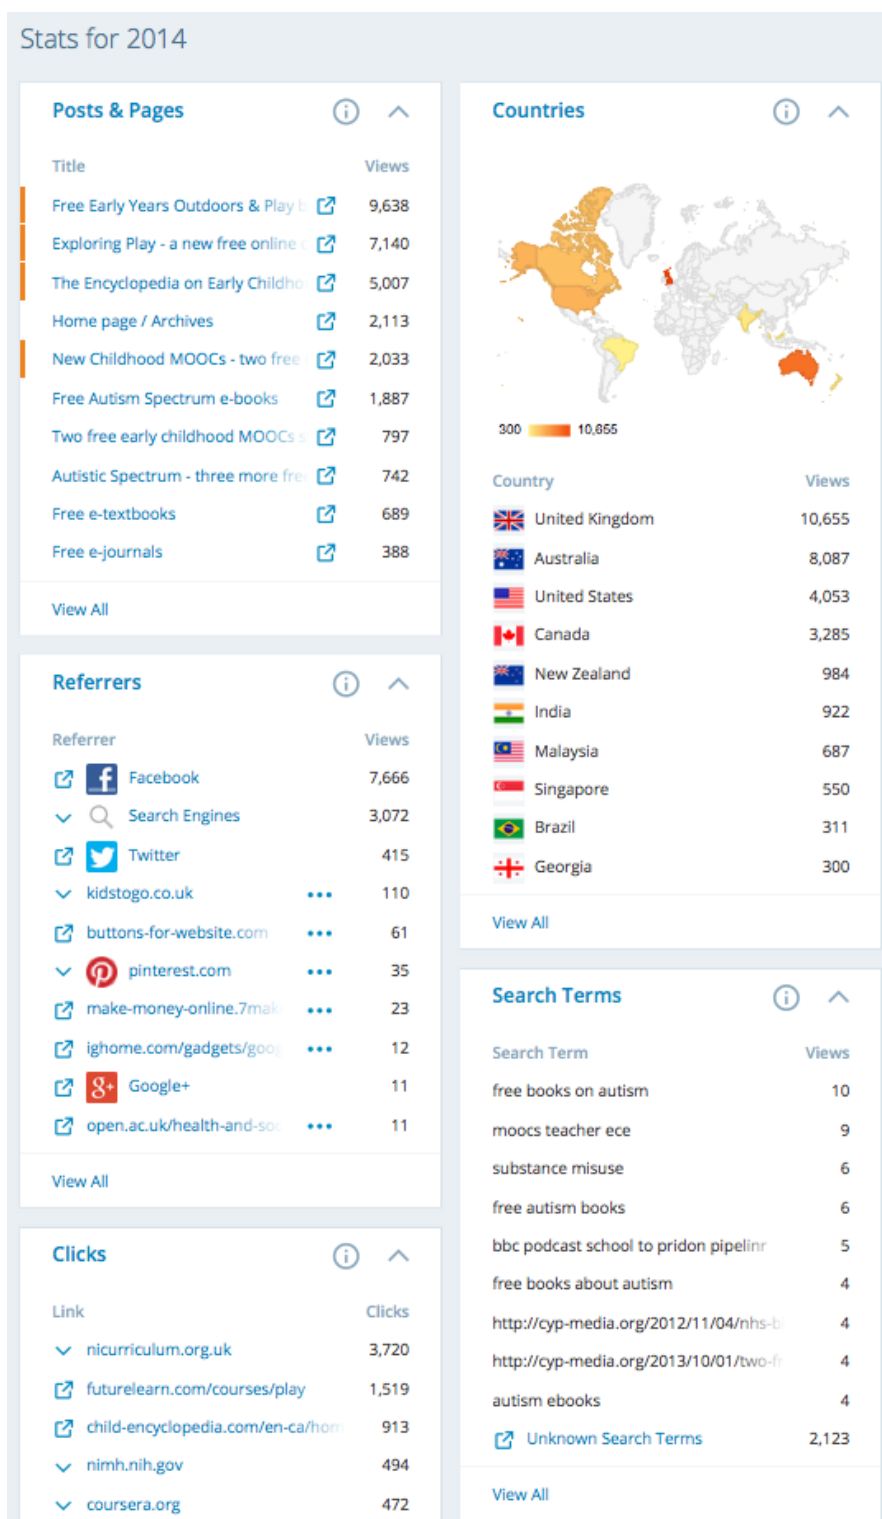 Stats for 2014
Posts & Pages
Title Views
Free Early Years Outdoors & Play 9,638
Exploring Play - a new free online 7,140
The Encyclopedia on Early Childho 5,007
Home page / Archives 2,113
New Childhood MOOCs - two free 2,033
Free Autism Spectrum e-books 1,887
Two free early childhood MOOCs 797
Autistic Spectrum - three more free 742
Free e-textbooks 689
Free e-journals 388
View All
Referrers
Referrer Views
Facebook 7,666
Search Engines 3,072
Twitter 415
kidstogo.co.uk 110
buttons-for-website.com 61
pinterest.com 35
make-money-online.7mak 23
ighome.com/gadgets/goog 12
Google+ 11
open.ac.uk/health-and-soc 11
View All
Clicks
Link Clicks
nicurriculum.org.uk 3,720
futurelearn.com/courses/play 1,519
child-encyclopedia.com/en-ca/hom 913
nimh.nih.gov 494
coursera.org 472
Countries
300 10,655
Country Views
United Kingdom 10,655
Australia 8,087
United States 4,053
Canada 3,285
New Zealand 984
India 922
Malaysia 687
Singapore 550
Brazil 311
Georgia 300
View All
Search Terms
Search Term Views
free books on autism 10
moocs teacher ece 9
substance misuse 6
free autism books 6
bbc podcast school to pridon pipelinr 5
free books about autism 4
http://cyp-media.org/2012/11/04/nhs-b 4
http://cyp-media.org/2013/10/01/two-fr 4
autism ebooks 4
Unknown Search Terms 2,123
View All